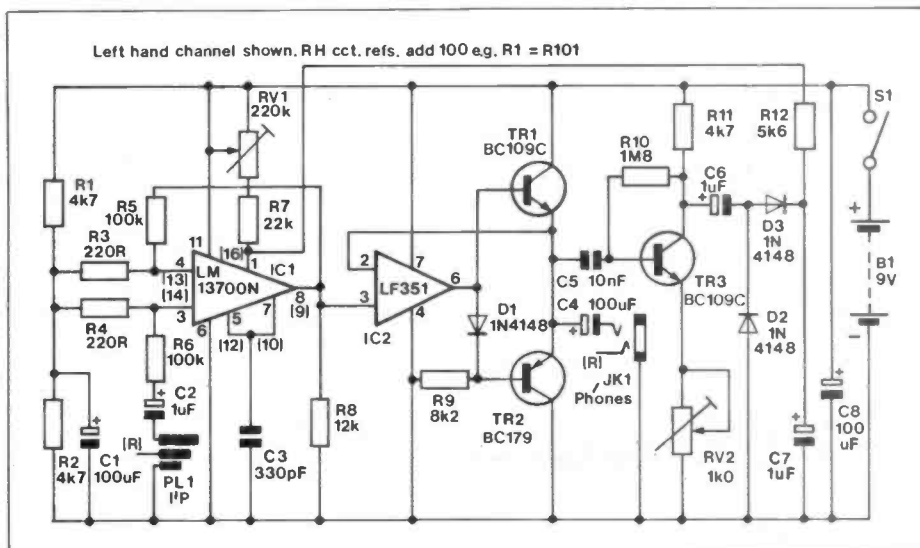 Left hand channel shown, RH cct. refs, add 100 e.g, R1 = R101
RV1
220k
R11
4k7
R12
5k6
S1
TR1
BC109C
R10
1M8
C6
1uF
+
R1
4k7
R5
100k
R7
22k
R3
220R
11
[16]
1
4
[13]
[14]
3
LM
13700N
IC1
8
[9]
6
5
[12]
7
[10]
R4
220R
2
3
LF351
7
6
4
IC2
D1
1N4148
C5
10nF
TR3
BC109C
D3
1N
4148
D2
1N
4148
+
B1
9V
−
C4
100uF
+
[R]
JK1
Phones
R6
100k
C2
1uF
+
R9
8k2
TR2
BC179
R8
12k
C3
330pF
R2
4k7
+
C1
100uF
[R]
PL1
I'P
RV2
1k0
+
C7
1uF
+
C8
100
uF